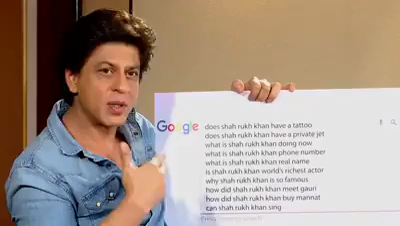 Google
does shah rukh khan have a tattoo
does shah rukh khan have a private jet
what is shah rukh khan doing now
what is shah rukh khan phone number
what is shah rukh khan real name
is shah rukh khan world's richest actor
why shah rukh khan is so famous
how did shah rukh khan meet gauri
how did shah rukh khan buy mannat
can shah rukh khan sing